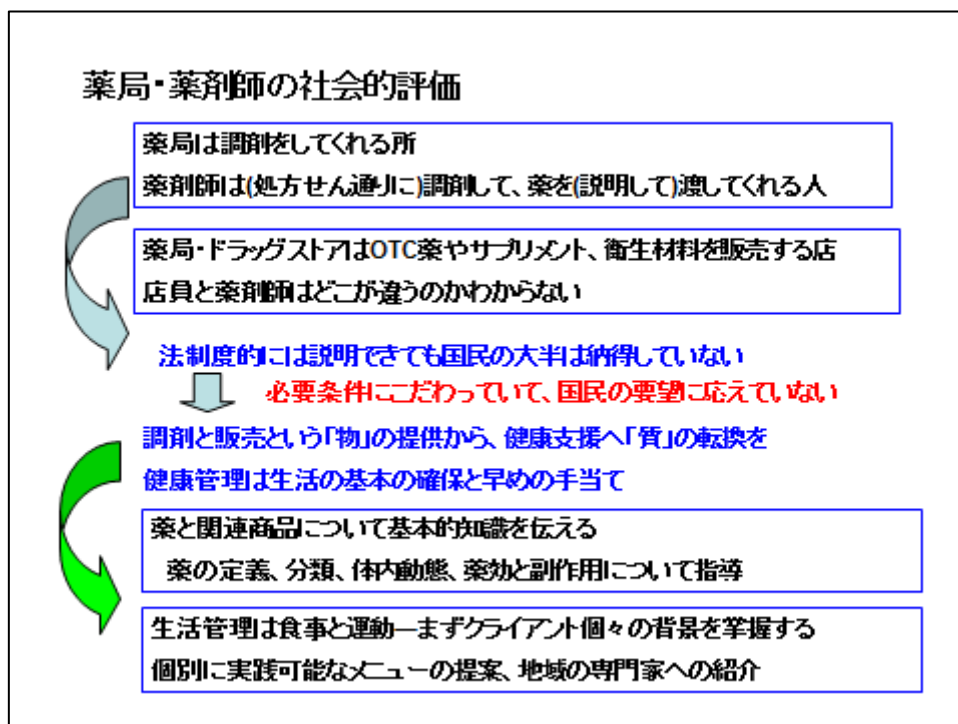 薬局・薬剤師の社会的評価
薬局は調剤をしてくれる所
薬剤師は(処方せん通りに)調剤して、薬を(説明して)渡してくれる人
薬局・ドラッグストアはOTC薬やサプリメント、衛生材料を販売する店
店員と薬剤師はどこが違うのかわからない
法制度的には説明できても国民の大半は納得していない
必要条件にこだわっていて、国民の要望に応えていない
調剤と販売という「物」の提供から、健康支援へ「質」の転換を
健康管理は生活の基本の確保と早めの手当て
薬と関連商品について基本的知識を伝える
薬の定義、分類、体内動態、薬効と副作用について指導
生活管理は食事と運動―まずクライアント個々の背景を掌握する
個別に実践可能なメニューの提案、地域の専門家への紹介